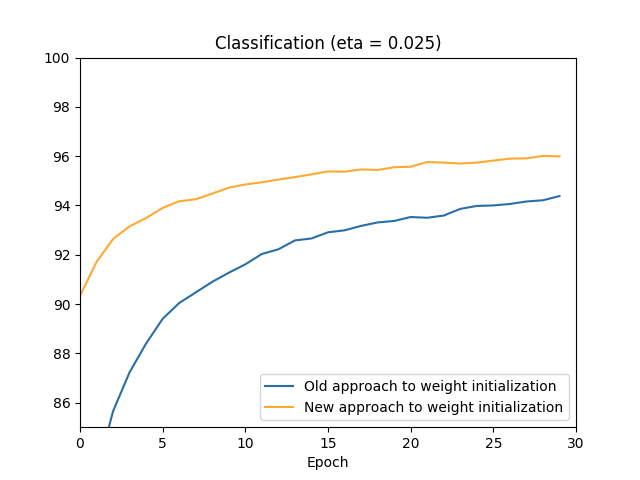 Classification (eta = 0.025)
100
98
96
94
92
90
88
86
0 5 10 15 20 25 30
Epoch
Old approach to weight initialization
New approach to weight initialization